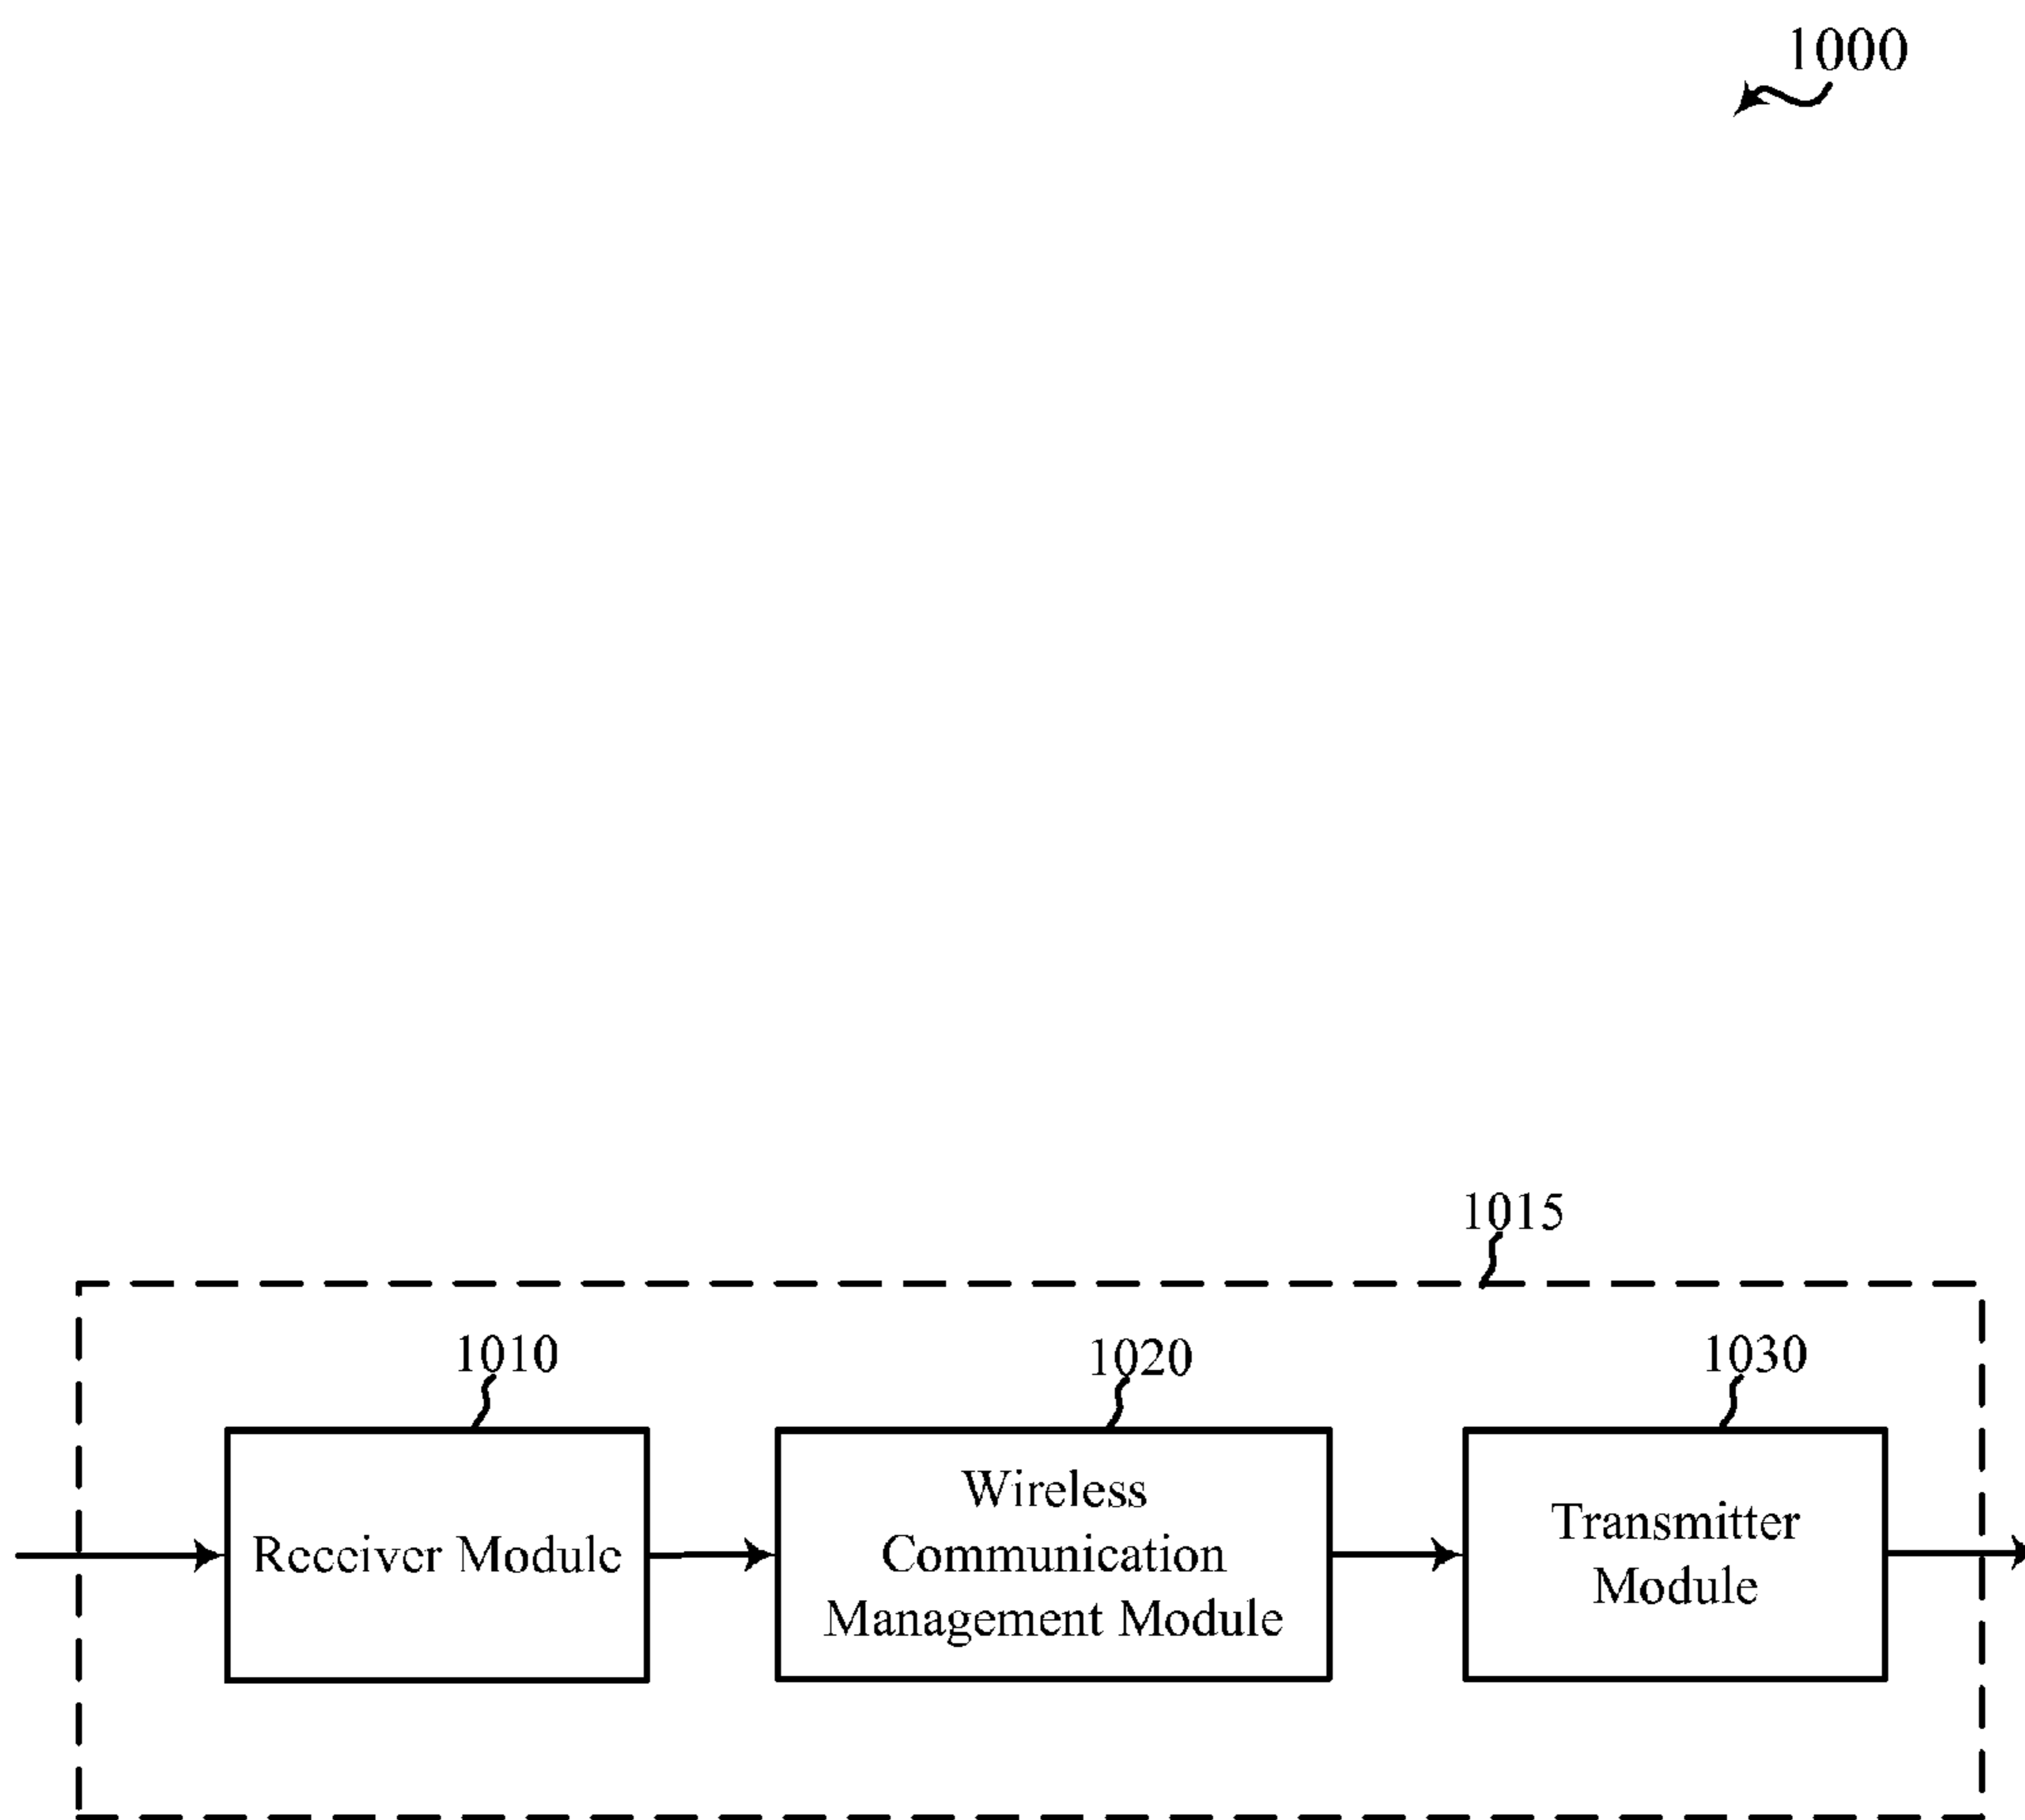 1000
1015
1010
1020
1030
Receiver Module
Wireless
Communication
Management Module
Transmitter
Module